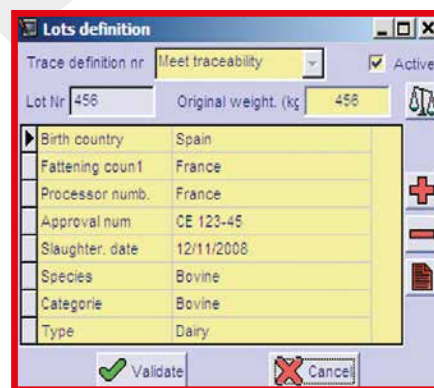 Lots definition
Trace definition nr Meet traceability Active
Lot Nr 456 Original weight. (kg 456
Birth country Spain
Fattening coun1 France
Processor numb. France
Approval num CE 123-45
Slaughter. date 12/11/2008
Species Bovine
Categorie Bovine
Type Dairy
Validate Cancel